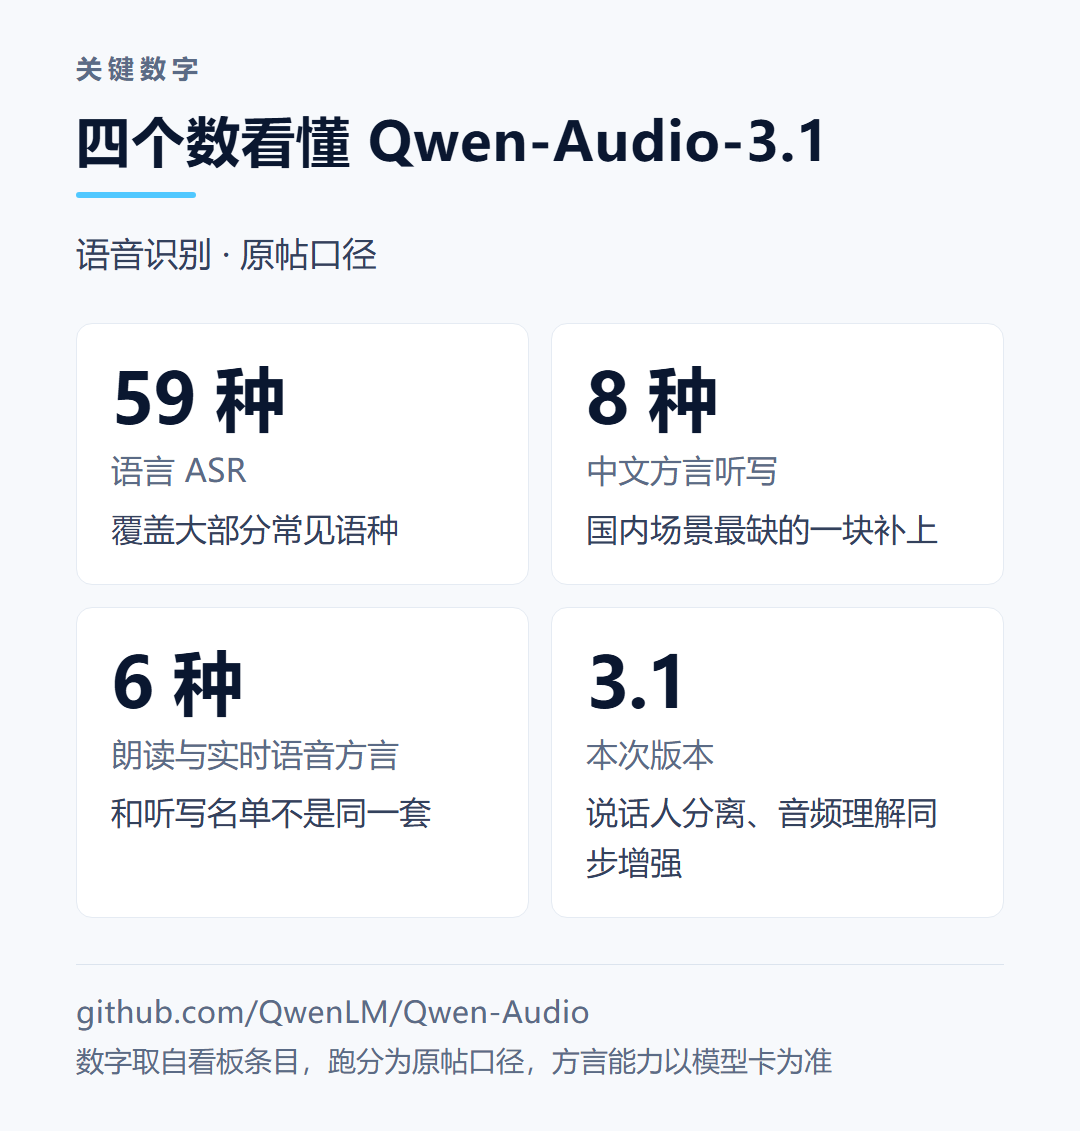 关键数字
四个数看懂 Qwen-Audio-3.1
语音识别 · 原帖口径
59 种
语言 ASR
覆盖大部分常见语种
8 种
中文方言听写
国内场景最缺的一块补上
6 种
朗读与实时语音方言
和听写名单不是同一套
3.1
本次版本
说话人分离、音频理解同
步增强
github.com/QwenLM/Qwen-Audio
数字取自看板条目，跑分为原帖口径，方言能力以模型卡为准